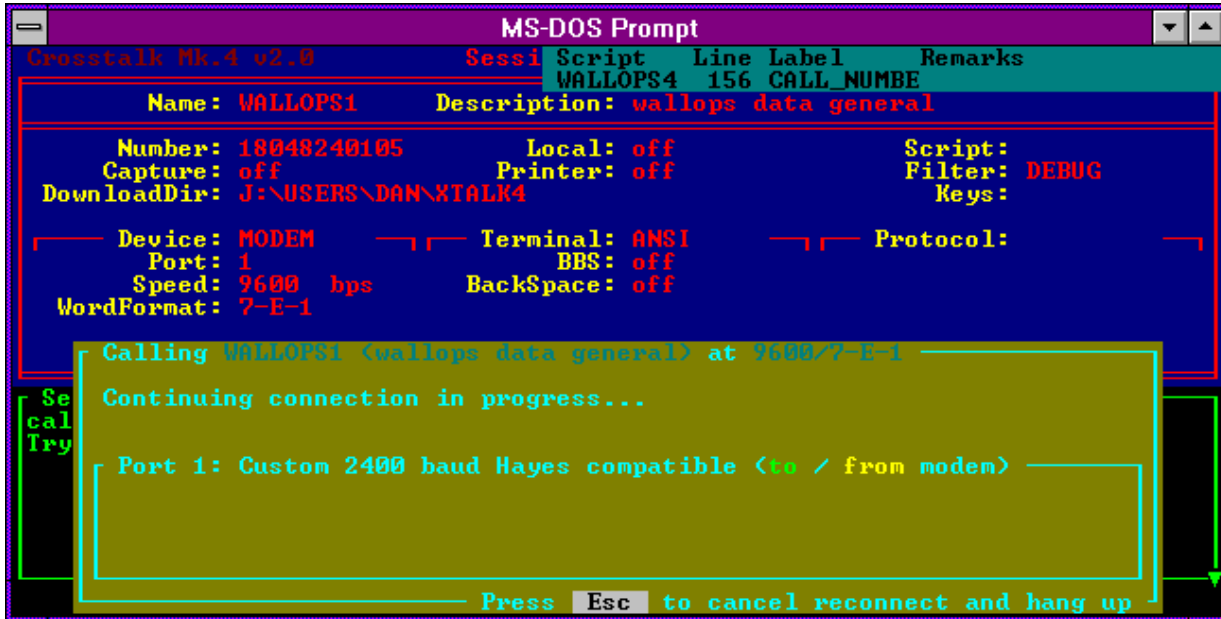 MS-DOS Prompt
Crosstalk Mk.4 v2.0 Sessi Script Line Label Remarks
WALLOPS4 156 CALL_NUMBE
Name: WALLOPS1 Description: wallops data general
Number: 18048240105 Local: off Script:
Capture: off Printer: off Filter: DEBUG
DownloadDir: J:\USERS\DAN\XTALK4 Keys:
Device: MODEM Terminal: ANSI Protocol:
Port: 1 BBS: off
Speed: 9600 bps BackSpace: off
WordFormat: 7-E-1
Calling WALLOPS1 (wallops data general) at 9600/7-E-1
Se Continuing connection in progress...
cal
Try
Port 1: Custom 2400 baud Hayes compatible (to / from modem)
Press Esc to cancel reconnect and hang up